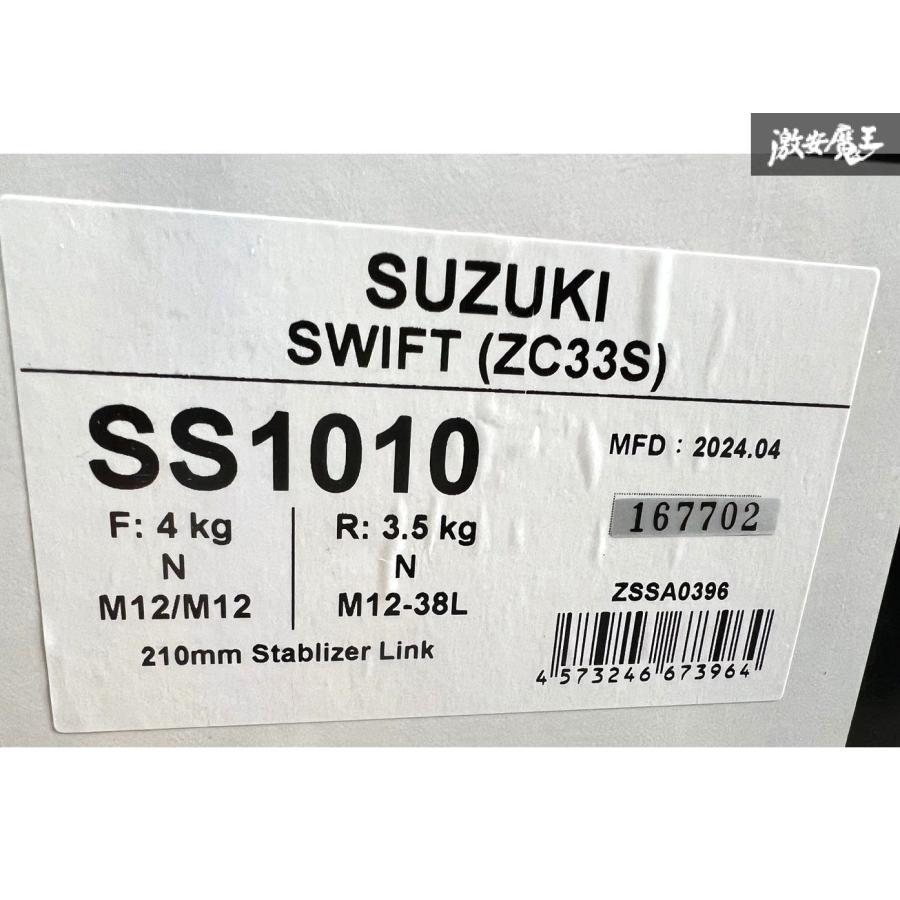 激安魔王
SUZUKI
SWIFT (ZC33S)
SS1010
MFD : 2024.04
F: 4 kg
R: 3.5 kg
167702
N
N
ZSSA0396
M12/M12
M12-38L
210mm Stablizer Link
4 573246 673964